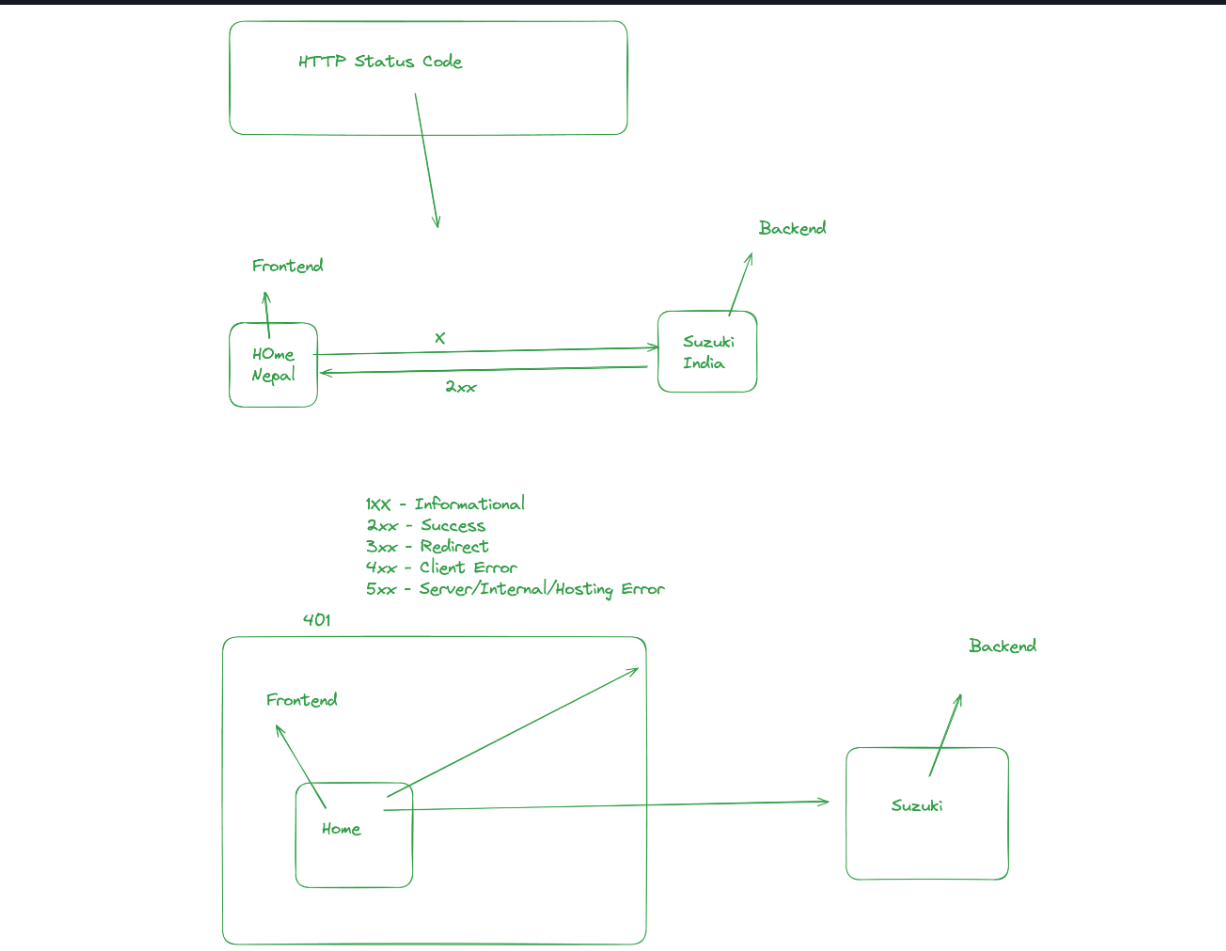 HTTP Status Code
Backend
Frontend
X
HOme
Nepal
Suzuki
India
2xx
1XX - Informational
2xx - Success
3xx - Redirect
4xx - Client Error
5xx - Server/Internal/Hosting Error
401
Backend
Frontend
Suzuki
Home